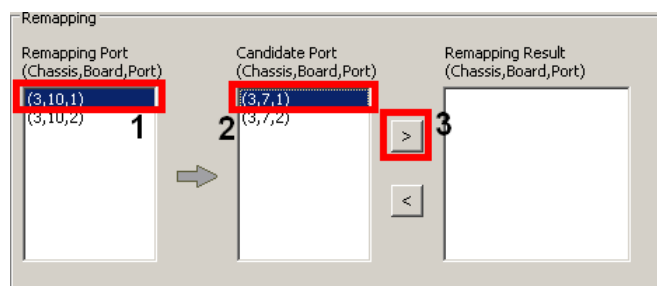 Remapping
Remapping Port
(Chassis,Board,Port)
Candidate Port
(Chassis,Board,Port)
Remapping Result
(Chassis,Board,Port)
(3,10,1)
(3,10,2)
1
(3,7,1)
(3,7,2)
2
>
3
<